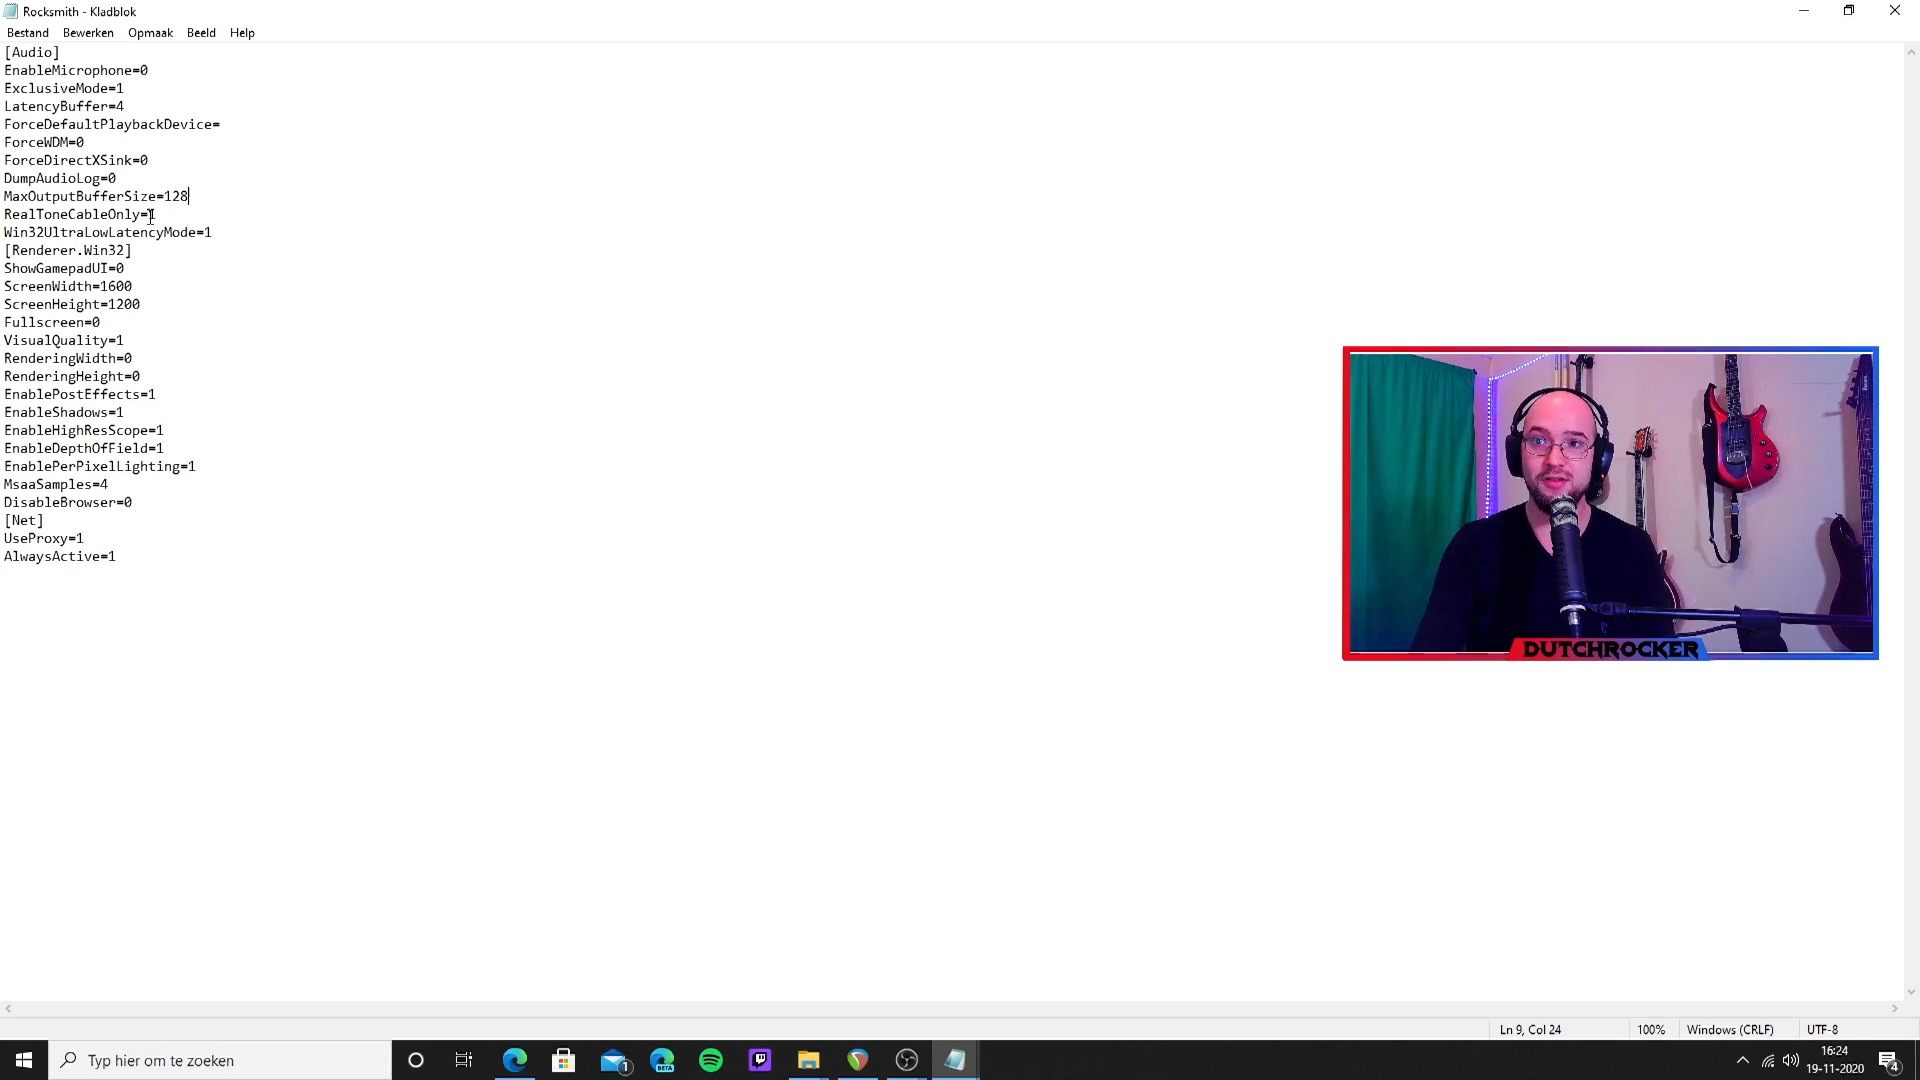 Rocksmith - Kladblok
Bestand Bewerken Opmaak Beeld Help
[Audio]
EnableMicrophone=0
ExclusiveMode=1
LatencyBuffer=4
ForceDefaultPlaybackDevice=
ForceWDM=0
ForceDirectXSink=0
DumpAudioLog=0
MaxOutputBufferSize=128
RealToneCableOnly=1
Win32UltraLowLatencyMode=1
[Renderer.Win32]
ShowGamepadUI=0
ScreenWidth=1600
ScreenHeight=1200
Fullscreen=0
VisualQuality=1
RenderingWidth=0
RenderingHeight=0
EnablePostEffects=1
EnableShadows=1
EnableHighResScope=1
EnableDepthOfField=1
EnablePerPixelLighting=1
MsaaSamples=4
DisableBrowser=0
[Net]
UseProxy=1
AlwaysActive=1
DUTCHROCKER
Ln 9, Col 24 100% Windows (CRLF) UTF-8
Typ hier om te zoeken 1 BETA 16:24 4
19-11-2020